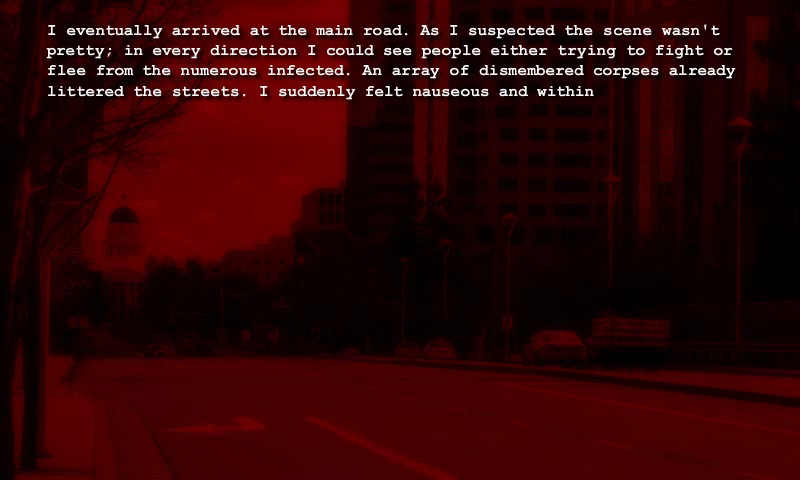 I eventually arrived at the main road. As I suspected the scene wasn't
pretty; in every direction I could see people either trying to fight or
flee from the numerous infected. An array of dismembered corpses already
littered the streets. I suddenly felt nauseous and within